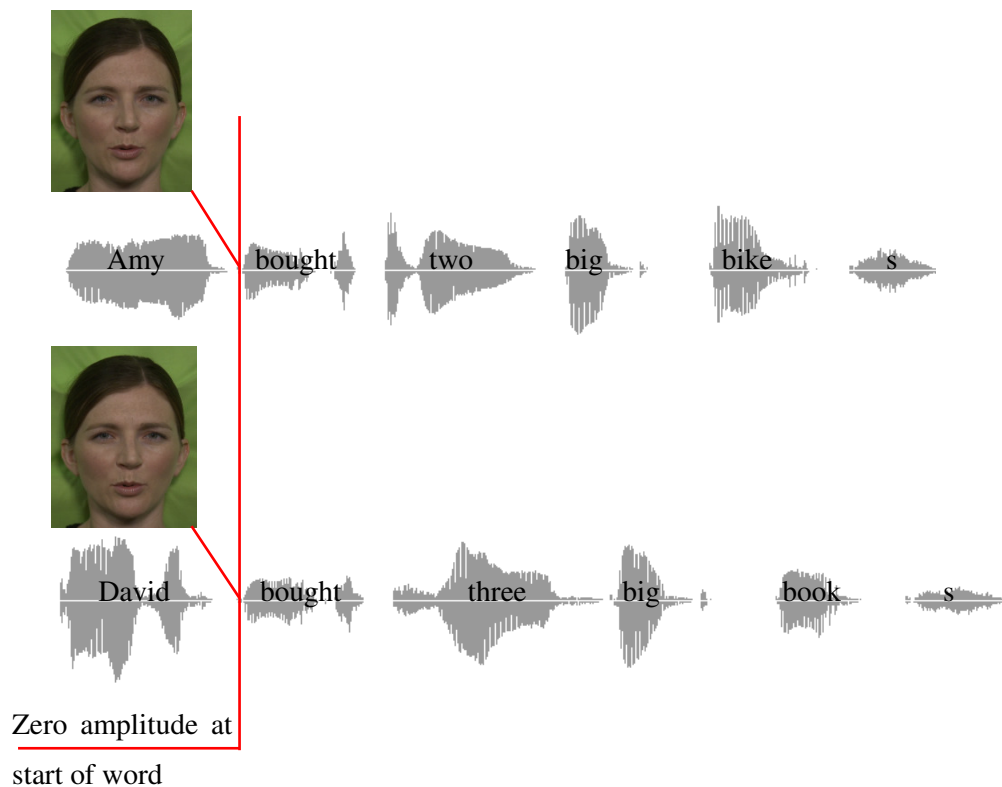 Amy bought two big bike s
David bought three big book s
Zero amplitude at
start of word